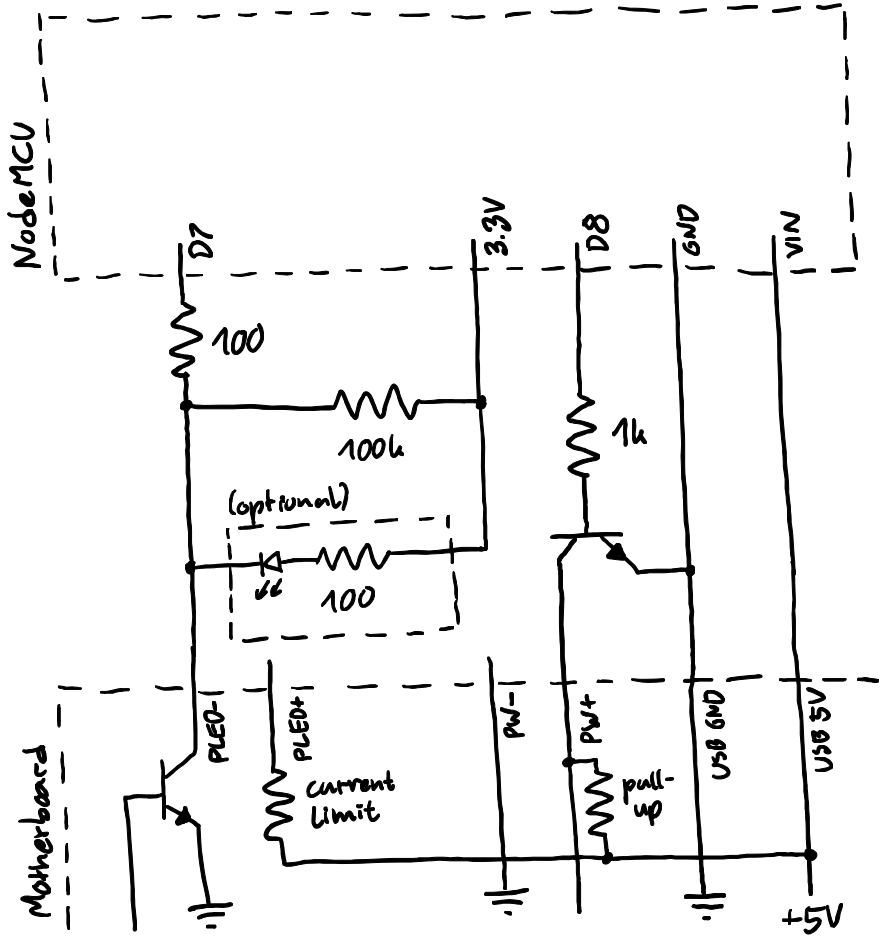 NodeMCU
D7
3.3V
D8
GND
VIN
100
100k
1k
(optional)
100
Motherboard
PLED-
PLED+
PW-
PW+
USB GND
USB 5V
current
Limit
pull-
up
+5V